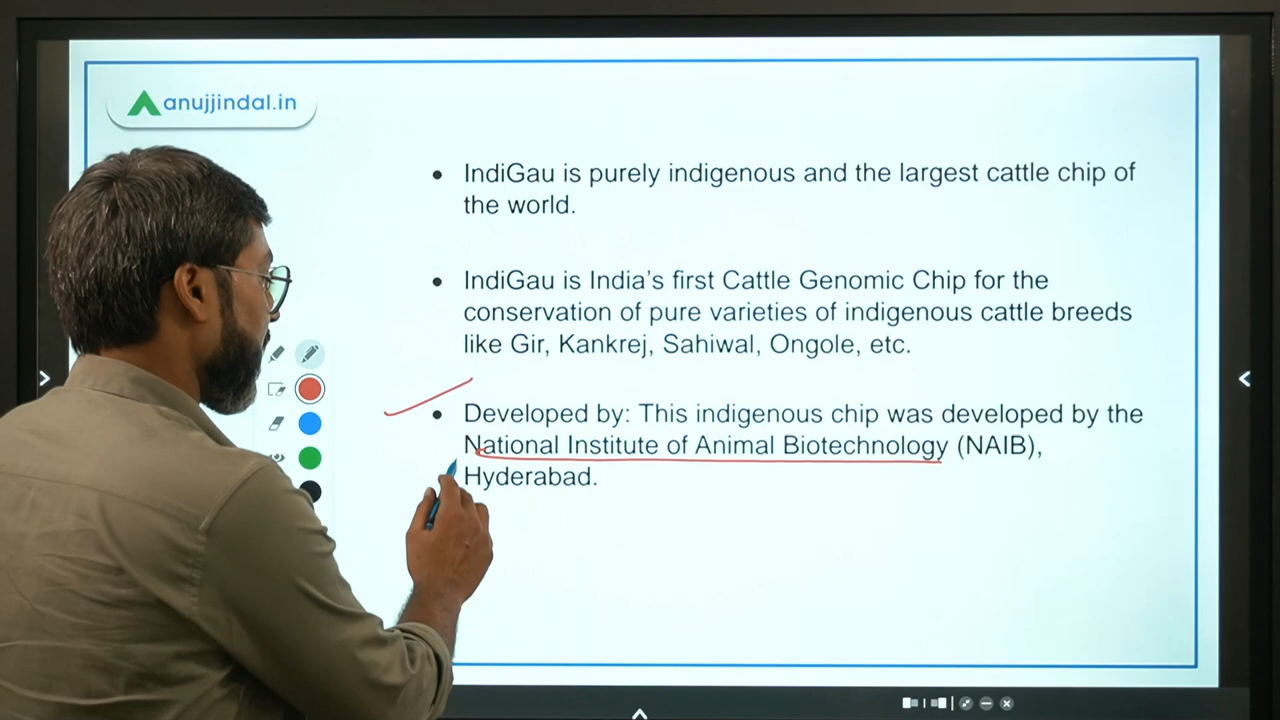 anujjindal.in
IndiGau is purely indigenous and the largest cattle chip of
the world.
IndiGau is India's first Cattle Genomic Chip for the
conservation of pure varieties of indigenous cattle breeds
like Gir, Kankrej, Sahiwal, Ongole, etc.
Developed by: This indigenous chip was developed by the
National Institute of Animal Biotechnology (NAIB),
Hyderabad.